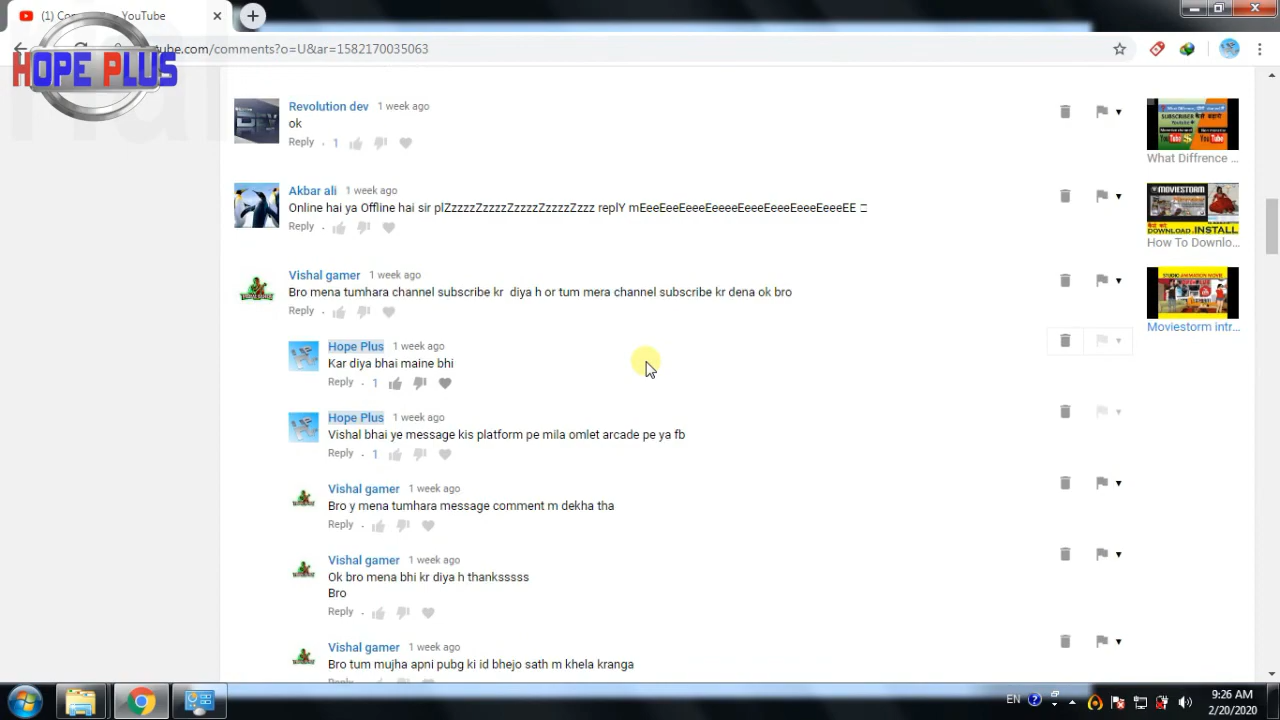 (1) Co YouTube
tube.com/comments?o=U&ar=1582170035063
HOPE PLUS
Revolution dev 1 week ago
ok
Reply . 1
What Diffrence ...
Akbar ali 1 week ago
Online hai ya Offline hai sir plZzzzzZzzzzZzzzzZzzzzZzzz replY mEeeEeeEeeeEeeeeEeeeEeeeEeeeEeeeEE
Reply .
How To Downlo...
Vishal gamer 1 week ago
Bro mena tumhara channel subscribe kr diya h or tum mera channel subscribe kr dena ok bro
Reply .
Moviestorm intr...
Hope Plus 1 week ago
Kar diya bhai maine bhi
Reply . 1
Hope Plus 1 week ago
Vishal bhai ye message kis platform pe mila omlet arcade pe ya fb
Reply . 1
Vishal gamer 1 week ago
Bro y mena tumhara message comment m dekha tha
Reply .
Vishal gamer 1 week ago
Ok bro mena bhi kr diya h thanksssss
Bro
Reply .
Vishal gamer 1 week ago
Bro tum mujha apni pubg ki id bhejo sath m khela kranga
EN
9:26 AM
2/20/2020